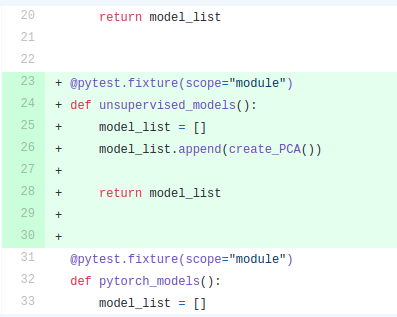 20         return model_list
21
22
23 + @pytest.fixture(scope="module")
24 + def unsupervised_models():
25 +     model_list = []
26 +     model_list.append(create_PCA())
27 +
28 +     return model_list
29 +
30 +
31   @pytest.fixture(scope="module")
32   def pytorch_models():
33       model_list = []